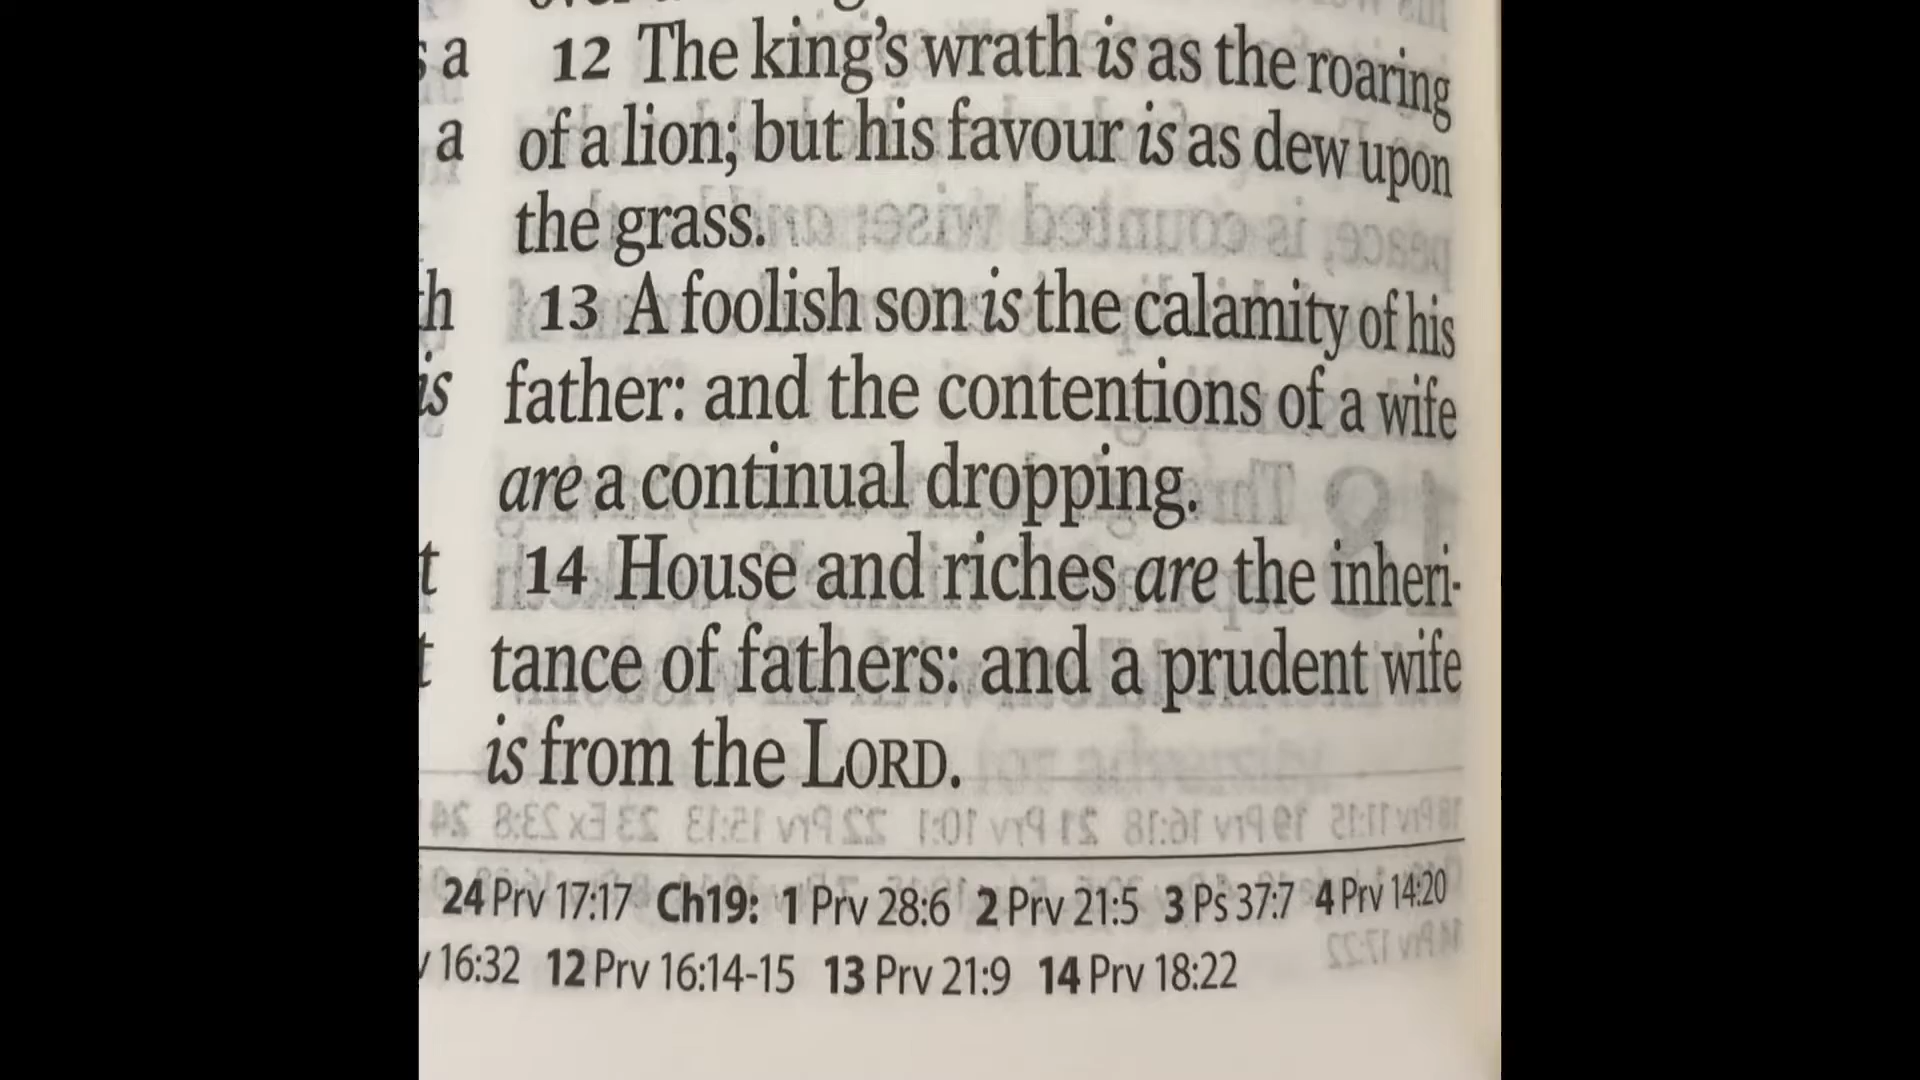 12 The king's wrath is as the roaring
of a lion; but his favour is as dew upon
the grass.
13 A foolish son is the calamity of his
father: and the contentions of a wife
are a continual dropping.
14 House and riches are the inheri-
tance of fathers: and a prudent wife
is from the LORD.
24 Prv 17:17 Ch19: 1 Prv 28:6 2 Prv 21:5 3 Ps 37:7 4 Prv 14:20
16:32 12 Prv 16:14-15 13 Prv 21:9 14 Prv 18:22